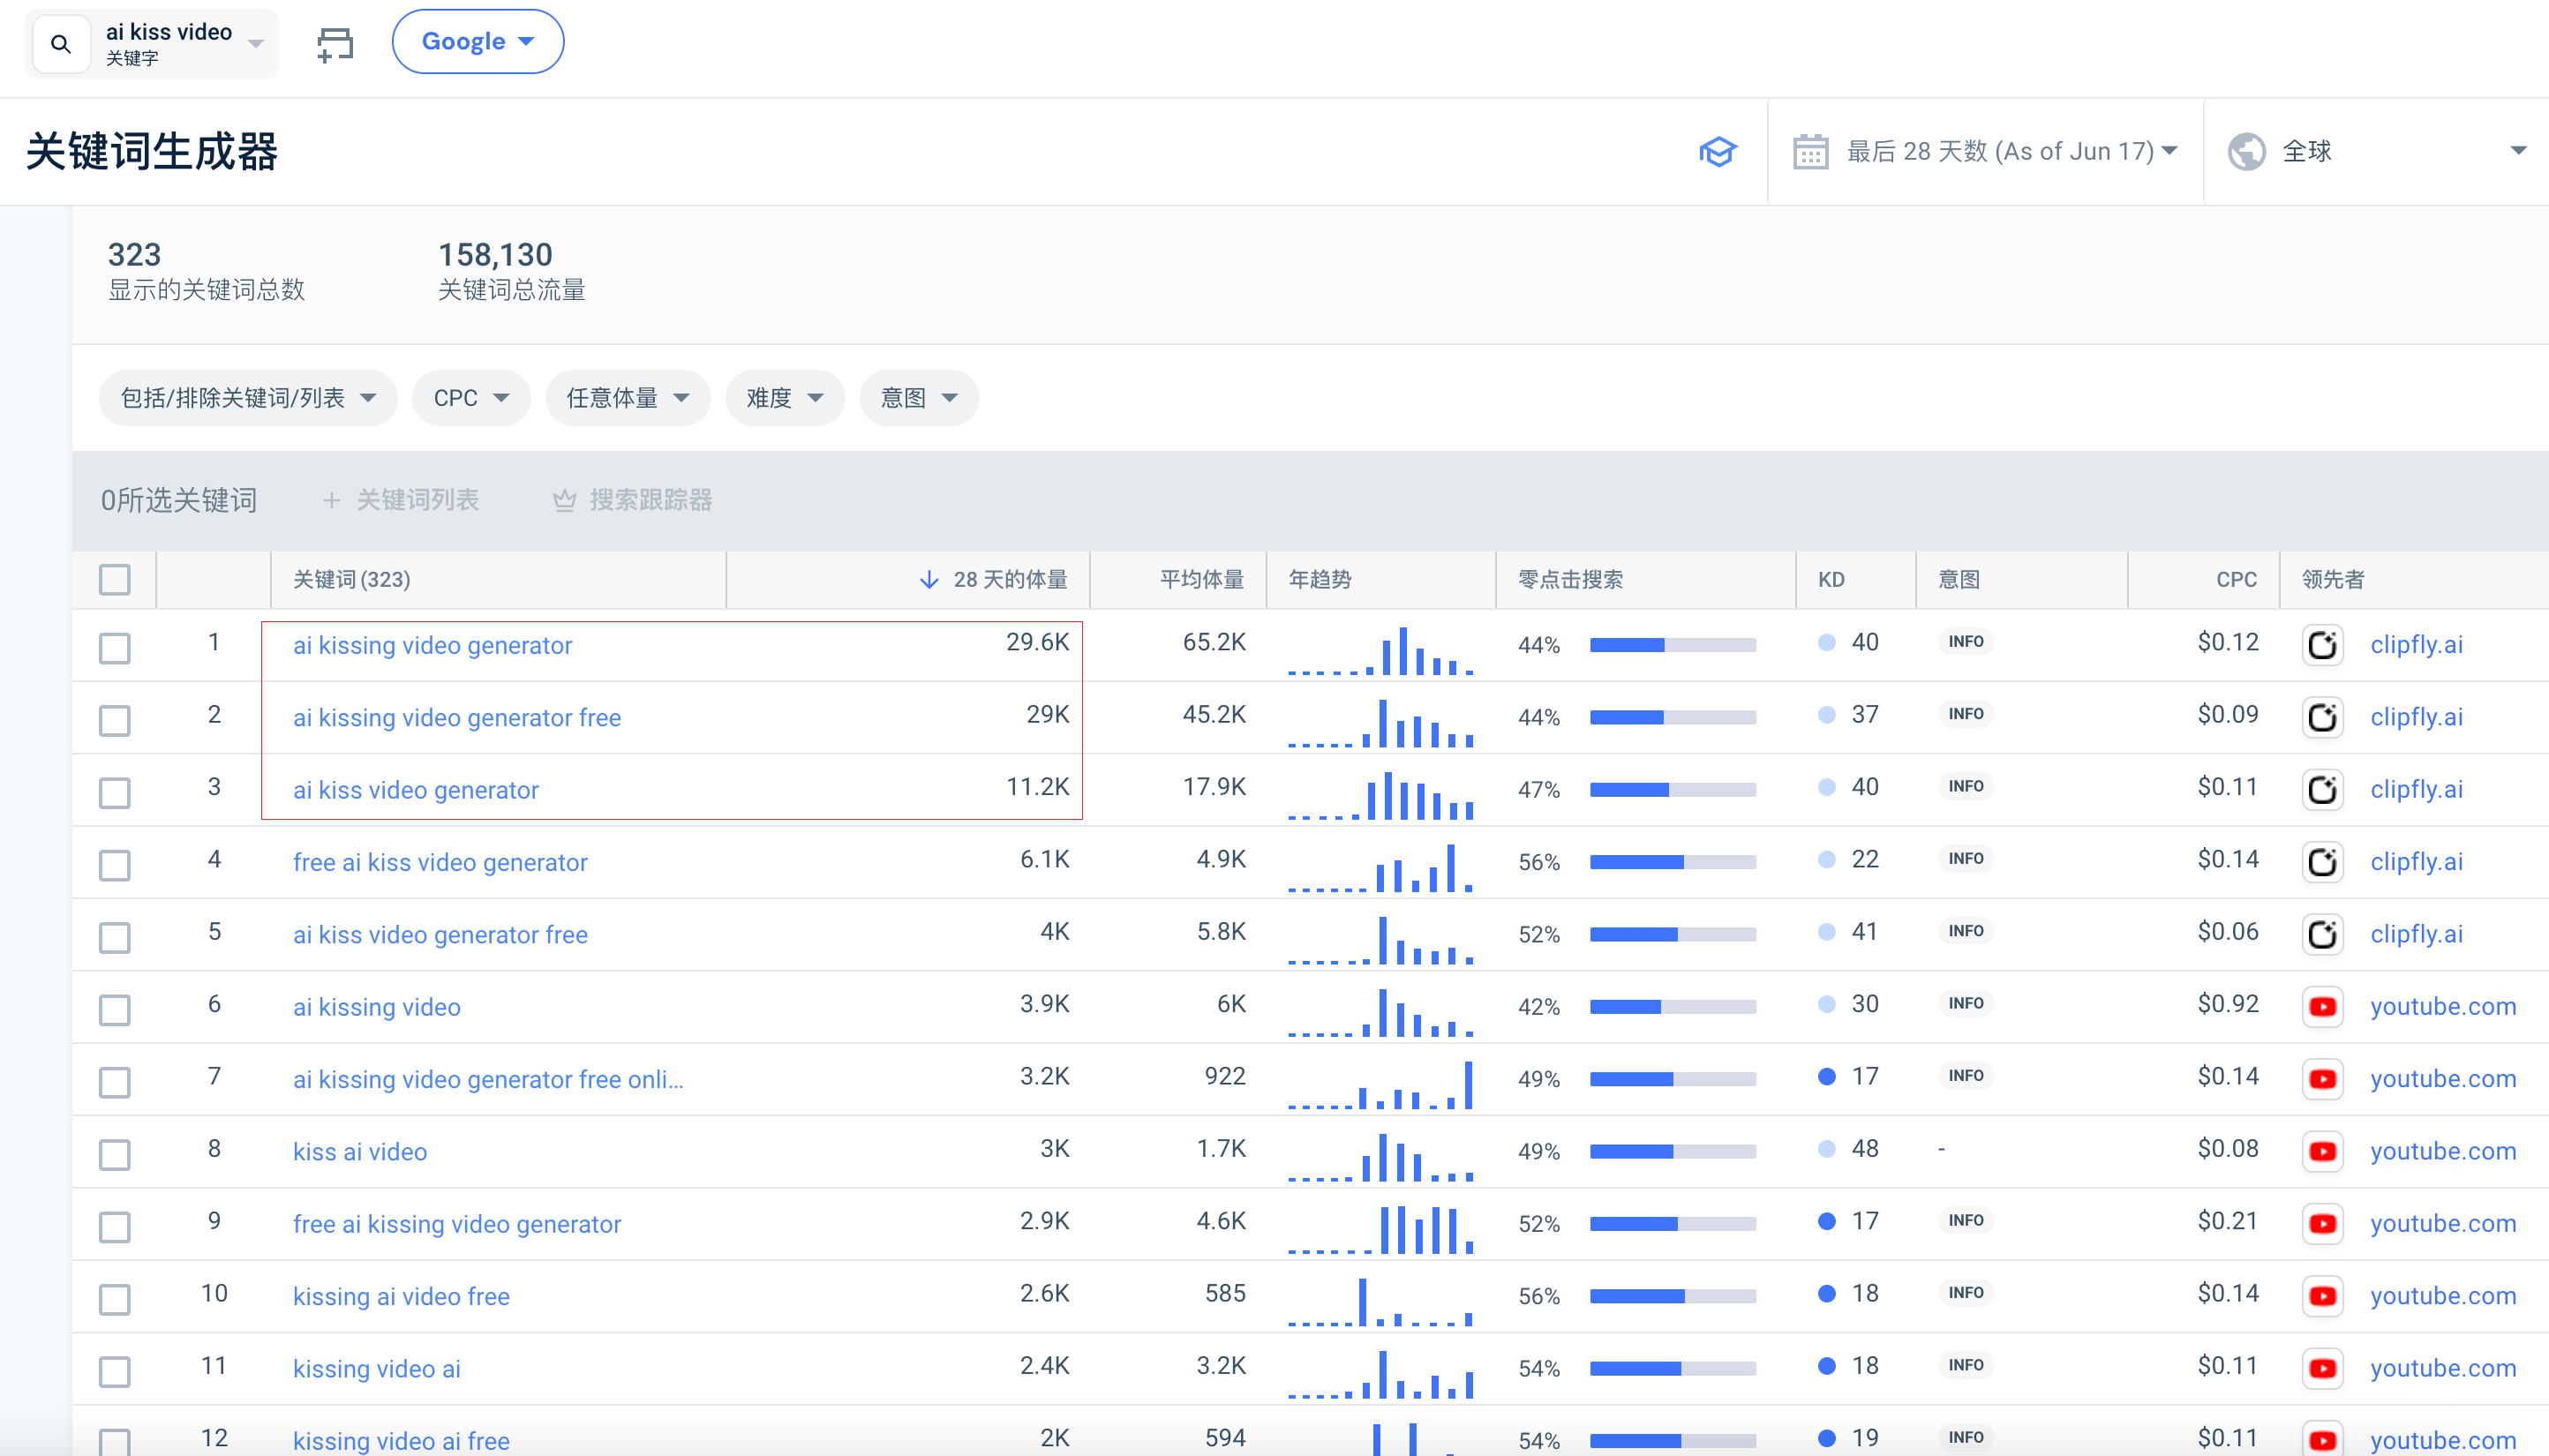 ai kiss video
关键字
Google
关键词生成器
最后 28 天数 (As of Jun 17)
全球
323
显示的关键词总数
158,130
关键词总流量
包括/排除关键词/列表
CPC
任意体量
难度
意图
0所选关键词
+ 关键词列表
搜索跟踪器
关键词 (323) 28 天的体量 平均体量 年趋势 零点击搜索 KD 意图 CPC 领先者
1 ai kissing video generator 29.6K 65.2K 44% 40 INFO $0.12 clipfly.ai
2 ai kissing video generator free 29K 45.2K 44% 37 INFO $0.09 clipfly.ai
3 ai kiss video generator 11.2K 17.9K 47% 40 INFO $0.11 clipfly.ai
4 free ai kiss video generator 6.1K 4.9K 56% 22 INFO $0.14 clipfly.ai
5 ai kiss video generator free 4K 5.8K 52% 41 INFO $0.06 clipfly.ai
6 ai kissing video 3.9K 6K 42% 30 INFO $0.92 youtube.com
7 ai kissing video generator free onli... 3.2K 922 49% 17 INFO $0.14 youtube.com
8 kiss ai video 3K 1.7K 49% 48 - $0.08 youtube.com
9 free ai kissing video generator 2.9K 4.6K 52% 17 INFO $0.21 youtube.com
10 kissing ai video free 2.6K 585 56% 18 INFO $0.14 youtube.com
11 kissing video ai 2.4K 3.2K 54% 18 INFO $0.11 youtube.com
12 kissing video ai free 2K 594 54% 19 INFO $0.11 youtube.com